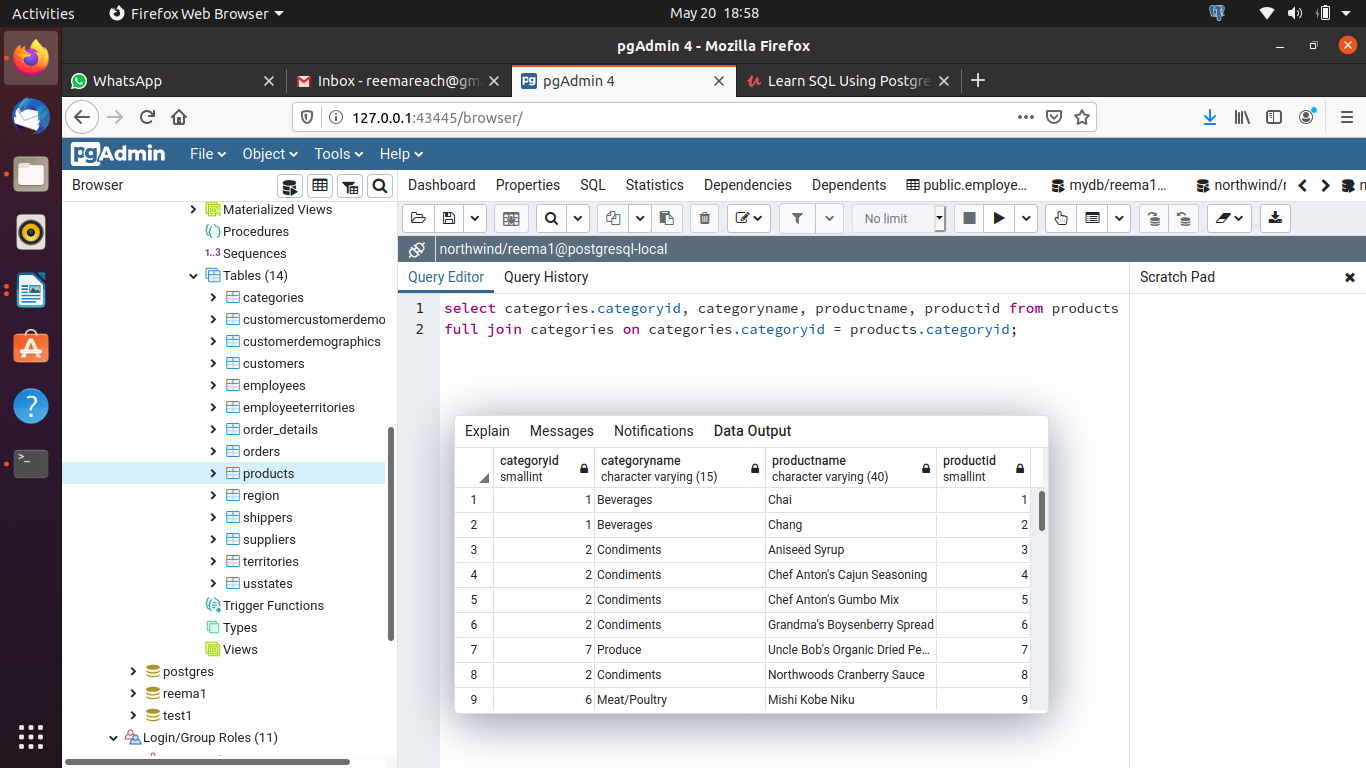 Activities
Firefox Web Browser
May 20 18:58
pgAdmin 4 - Mozilla Firefox
WhatsApp
Inbox - reemareach@gm
pgAdmin 4
Learn SQL Using Postgre
127.0.0.1:43445/browser/
pgAdmin
File
Object
Tools
Help
Browser
Dashboard
Properties
SQL
Statistics
Dependencies
Dependents
public.employe...
mydb/reema1...
northwind/r
No limit
northwind/reema1@postgresql-local
Materialized Views
Procedures
1..3 Sequences
Tables (14)
categories
customercustomerdemo
customerdemographics
customers
employees
employeeterritories
order_details
orders
products
region
shippers
suppliers
territories
usstates
Trigger Functions
Types
Views
postgres
reema1
test1
Login/Group Roles (11)
Query Editor
Query History
Scratch Pad
1 select categories.categoryid, categoryname, productname, productid from products
2 full join categories on categories.categoryid = products.categoryid;
Explain
Messages
Notifications
Data Output
categoryid smallint
categoryname character varying (15)
productname character varying (40)
productid smallint
1 1 Beverages Chai 1
2 1 Beverages Chang 2
3 2 Condiments Aniseed Syrup 3
4 2 Condiments Chef Anton's Cajun Seasoning 4
5 2 Condiments Chef Anton's Gumbo Mix 5
6 2 Condiments Grandma's Boysenberry Spread 6
7 7 Produce Uncle Bob's Organic Dried Pe... 7
8 2 Condiments Northwoods Cranberry Sauce 8
9 6 Meat/Poultry Mishi Kobe Niku 9